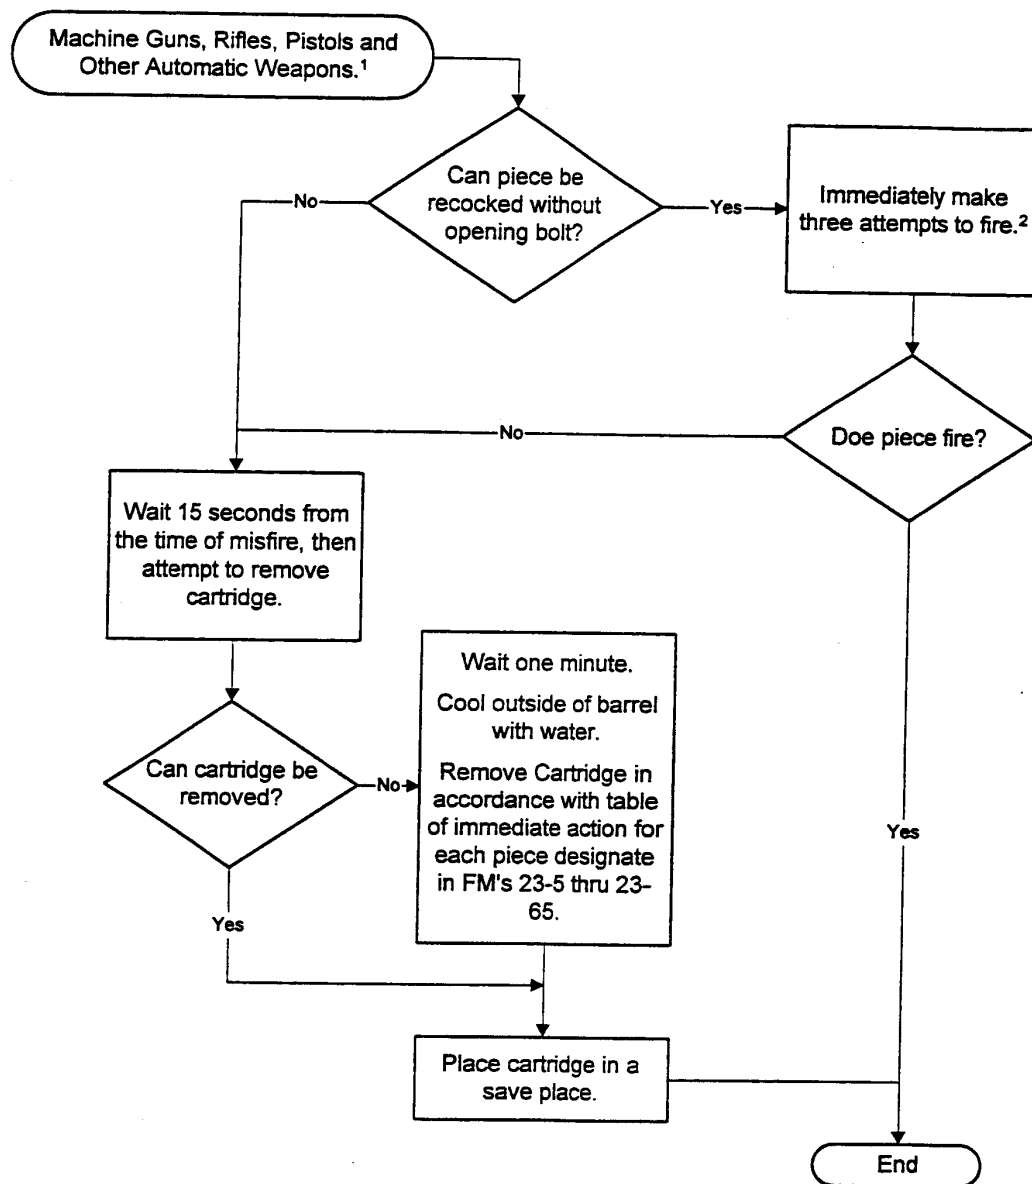 Machine Guns, Rifles, Pistols and
Other Automatic Weapons.¹
Can piece be
recocked without
opening bolt?
No
Yes
Immediately make
three attempts to fire.²
Doe piece fire?
No
Wait 15 seconds from
the time of misfire, then
attempt to remove
cartridge.
Can cartridge be
removed?
No
Wait one minute.
Cool outside of barrel
with water.
Remove Cartridge in
accordance with table
of immediate action for
each piece designate
in FM's 23-5 thru 23-
65.
Yes
Yes
Place cartridge in a
save place.
End